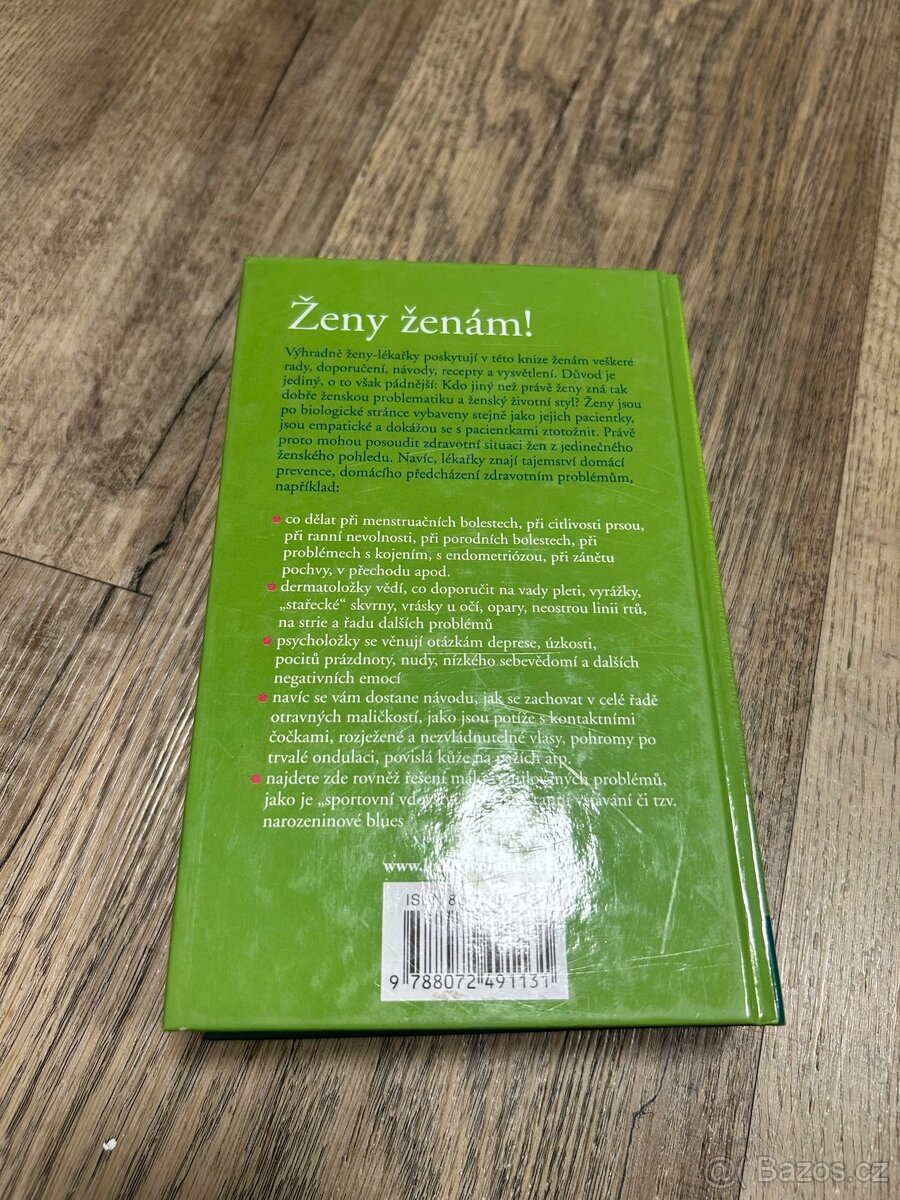 Ženy ženám!
Výhradně ženy-lékařky poskytují v této knize ženám veškeré
rady, doporučení, návody, recepty a vysvětlení. Důvod je
jediný, o to však pádnější: Kdo jiný než právě ženy zná tak
dobře ženskou problematiku a ženský životní styl? Ženy jsou
po biologické stránce vybaveny stejně jako jejich pacientky,
jsou empatické a dokážou se s pacientkami ztotožnit. Právě
proto mohou posoudit zdravotní situaci žen z jedinečného
ženského pohledu. Navíc, lékařky znají tajemství domácí
prevence, domácího předcházení zdravotním problémům,
například:
• co dělat při menstruačních bolestech, při citlivosti prsou,
při ranní nevolnosti, při porodních bolestech, při
problémech s kojením, s endometriózou, při zánětu
pochvy, v přechodu apod.
• dermatoložky vědí, co doporučit na vady pleti, vyrážky,
„stařecké“ skvrny, vrásky u očí, opary, neostrou linii rtů,
na strie a řadu dalších problémů
• psycholožky se věnují otázkám deprese, úzkosti,
pocitů prázdnoty, nudy, nízkého sebevědomí a dalších
negativních emocí
• navíc se vám dostane návodu, jak se zachovat v celé řadě
otravných maličkostí, jako jsou potíže s kontaktními
čočkami, rozježené a nezvládnutelné vlasy, pohromy po
trvalé ondulaci, povislá kůže na pažích atp.
• najdete zde rovněž řešení problémů,
jako je „sportovní či tzv.
narozeninové blues
www.
ISBN
9 788072 491131
@ Bazos.cz